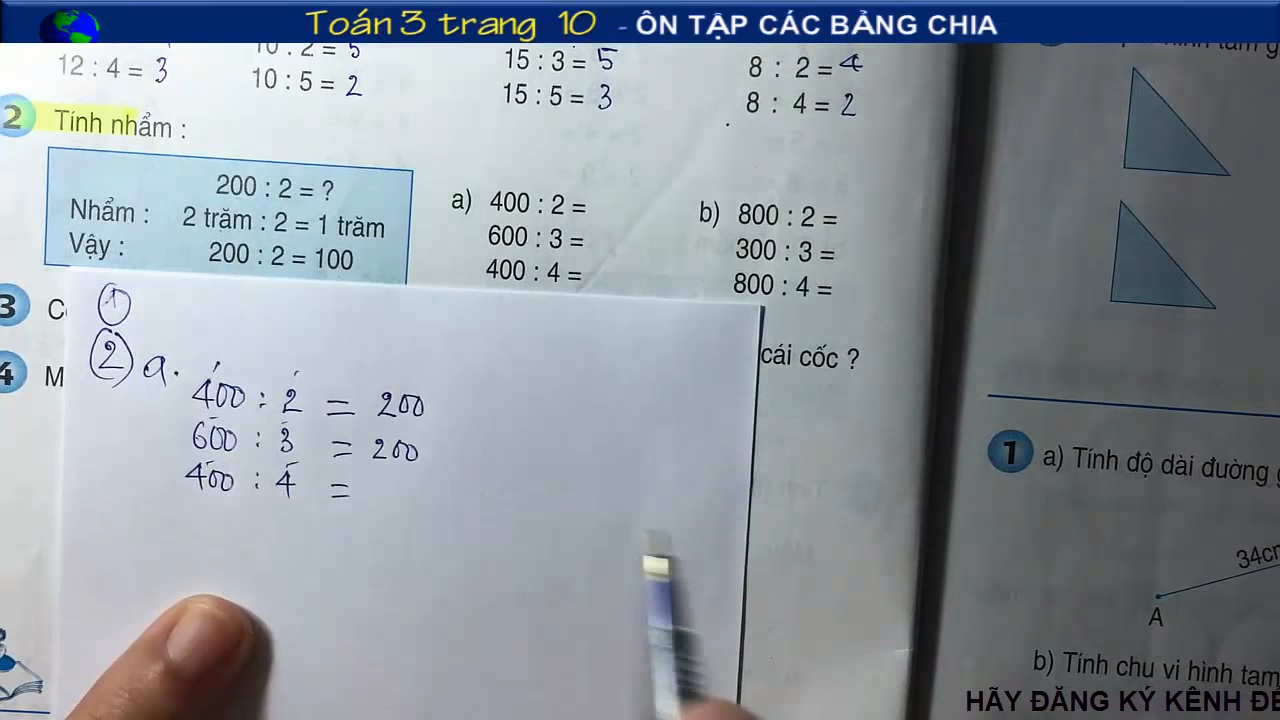 Toán 3 trang 10 - ÔN TẬP CÁC BẢNG CHIA
12 : 4 = 3
10 : 2 = 5
10 : 5 = 2
15 : 3 = 5
15 : 5 = 3
8 : 2 = 4
8 : 4 = 2
2 Tính nhẩm :
200 : 2 = ?
Nhẩm : 2 trăm : 2 = 1 trăm
Vậy : 200 : 2 = 100
a) 400 : 2 =
600 : 3 =
400 : 4 =
b) 800 : 2 =
300 : 3 =
800 : 4 =
3
4 M
cái cốc ?
1
2 a.
400 : 2 = 200
600 : 3 = 200
400 : 4 =
1 a) Tính độ dài đường
34cm
A
b) Tính chu vi hình tam
HÃY ĐĂNG KÝ KÊNH ĐỂ